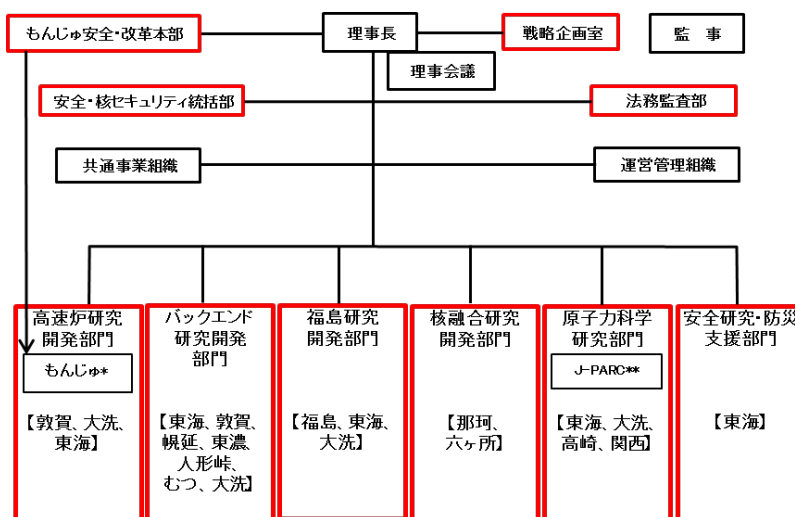 もんじゅ安全・改革本部
理事長
戦略企画室
監　事
理事会議
安全・核セキュリティ統括部
法務監査部
共通事業組織
運営管理組織
高速炉研究
開発部門
もんじゅ*
【敦賀、大洗、
東海】
バックエンド
研究開発
部門
【東海、敦賀、
幌延、東濃、
人形峠、
むつ、大洗】
福島研究
開発部門
【福島、東海、
大洗】
核融合研究
開発部門
【那珂、
六ヶ所】
原子力科学
研究部門
J-PARC**
【東海、大洗、
高崎、関西】
安全研究・防災
支援部門
【東海】